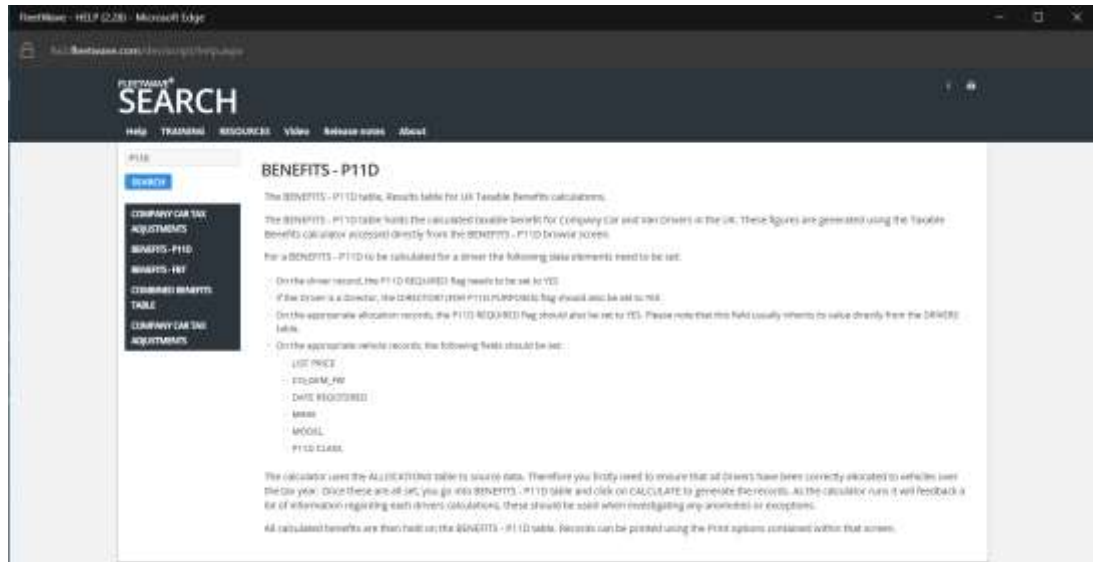 FleetWave - HELP (2.28) - Microsoft Edge
fleetwave.com
FLEETWAVE®
SEARCH
Help TRAINING RESOURCES Video Release notes About
P11D
SEARCH
COMPANY CAR TAX
ADJUSTMENTS
BENEFITS - P11D
BENEFITS - FBT
COMBINED BENEFITS
TABLE
COMPANY CAR TAX
ADJUSTMENTS
BENEFITS - P11D
The BENEFITS - P11D table, Results table for UK Taxable Benefits calculations.
The BENEFITS - P11D table holds the calculated taxable benefit for Company Car and Van Drivers in the UK. These figures are generated using the Taxable
Benefits calculator accessed directly from the BENEFITS - P11D browse screen.
For a BENEFITS - P11D to be calculated for a driver the following data elements need to be set:
- On the driver record, the P11D REQUIRED flag needs to be set to YES
- If the Driver is a Director, the DIRECTOR? (FOR P11D PURPOSES) flag should also be set to YES
- On the appropriate allocation records, the P11D REQUIRED flag should also be set to YES. Please note that this field usually inherits its value directly from the DRIVERS
table.
- On the appropriate vehicle records, the following fields should be set:
- LIST PRICE
- DATE REGISTERED
- MAKE
- MODEL
- P11D CLASS
The calculator uses the ALLOCATIONS table to source data. Therefore you firstly need to ensure that all Drivers have been correctly allocated to vehicles over
the tax year. Once these are all set, you go into BENEFITS - P11D table and click on CALCULATE to generate the records. As the calculator runs it will feedback a
list of information regarding each drivers calculations, these should be used when investigating any anomolies or exceptions.
All calculated benefits are then held on the BENEFITS - P11D table. Records can be printed using the Print options contained within that screen.